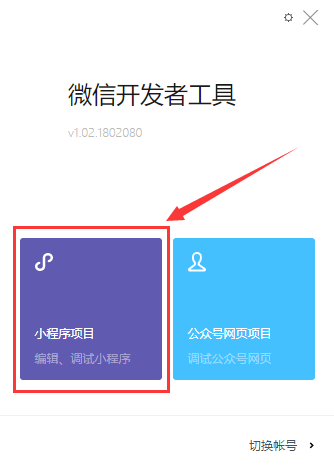 微信开发者工具
v1.02.1802080
小程序项目
编辑、调试小程序
公众号网页项目
调试公众号网页
切换帐号